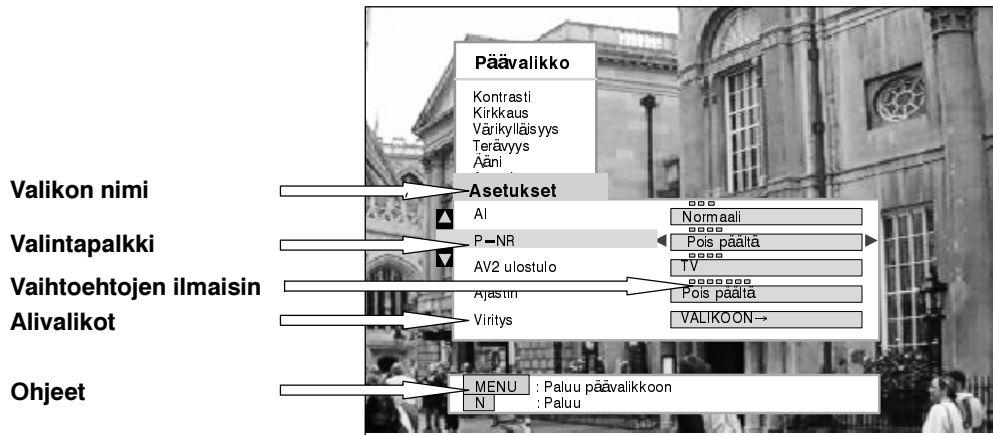 Päävalikko
Kontrasti
Kirkkaus
Värikylläisyys
Terävyys
Ääni
Valikon nimi
Asetukset
AI
Normaali
Valintapalkki
P-NR
Pois päältä
AV2 ulostulo
TV
Vaihtoehtojen ilmaisin
Ajastin
Pois päältä
Alivalikot
Viritys
VALIKOON→
Ohjeet
MENU : Paluu päävalikkoon
N : Paluu